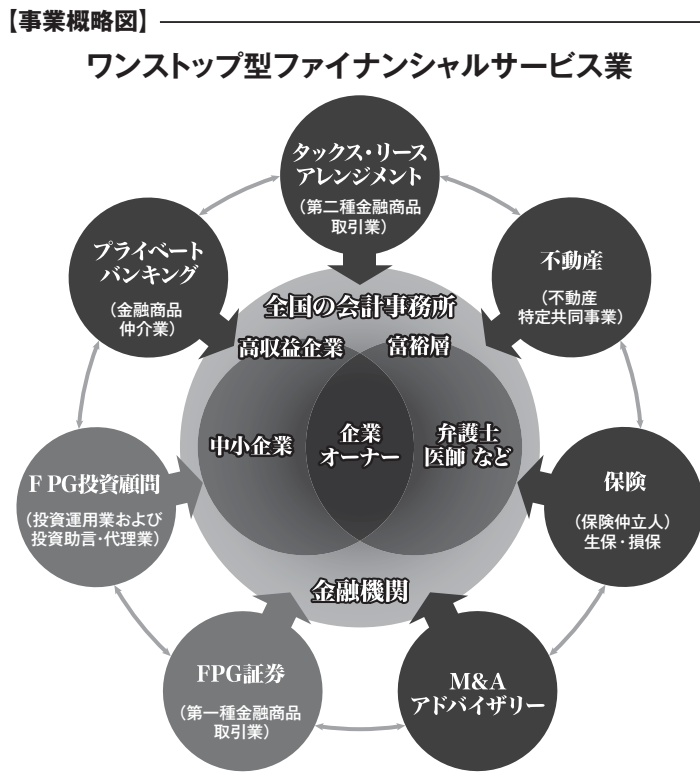 【事業概略図】
ワンストップ型ファイナンシャルサービス業
タックス・リース
アレンジメント
（第二種金融商品
取引業）
プライベート
バンキング
（金融商品
仲介業）
不動産
（不動産
特定共同事業）
全国の会計事務所
高収益企業
富裕層
中小企業
企業
オーナー
弁護士
医師 など
FPG投資顧問
（投資運用業および
投資助言・代理業）
保険
（保険仲立人）
生保・損保
金融機関
FPG証券
（第一種金融商品
取引業）
M&A
アドバイザリー